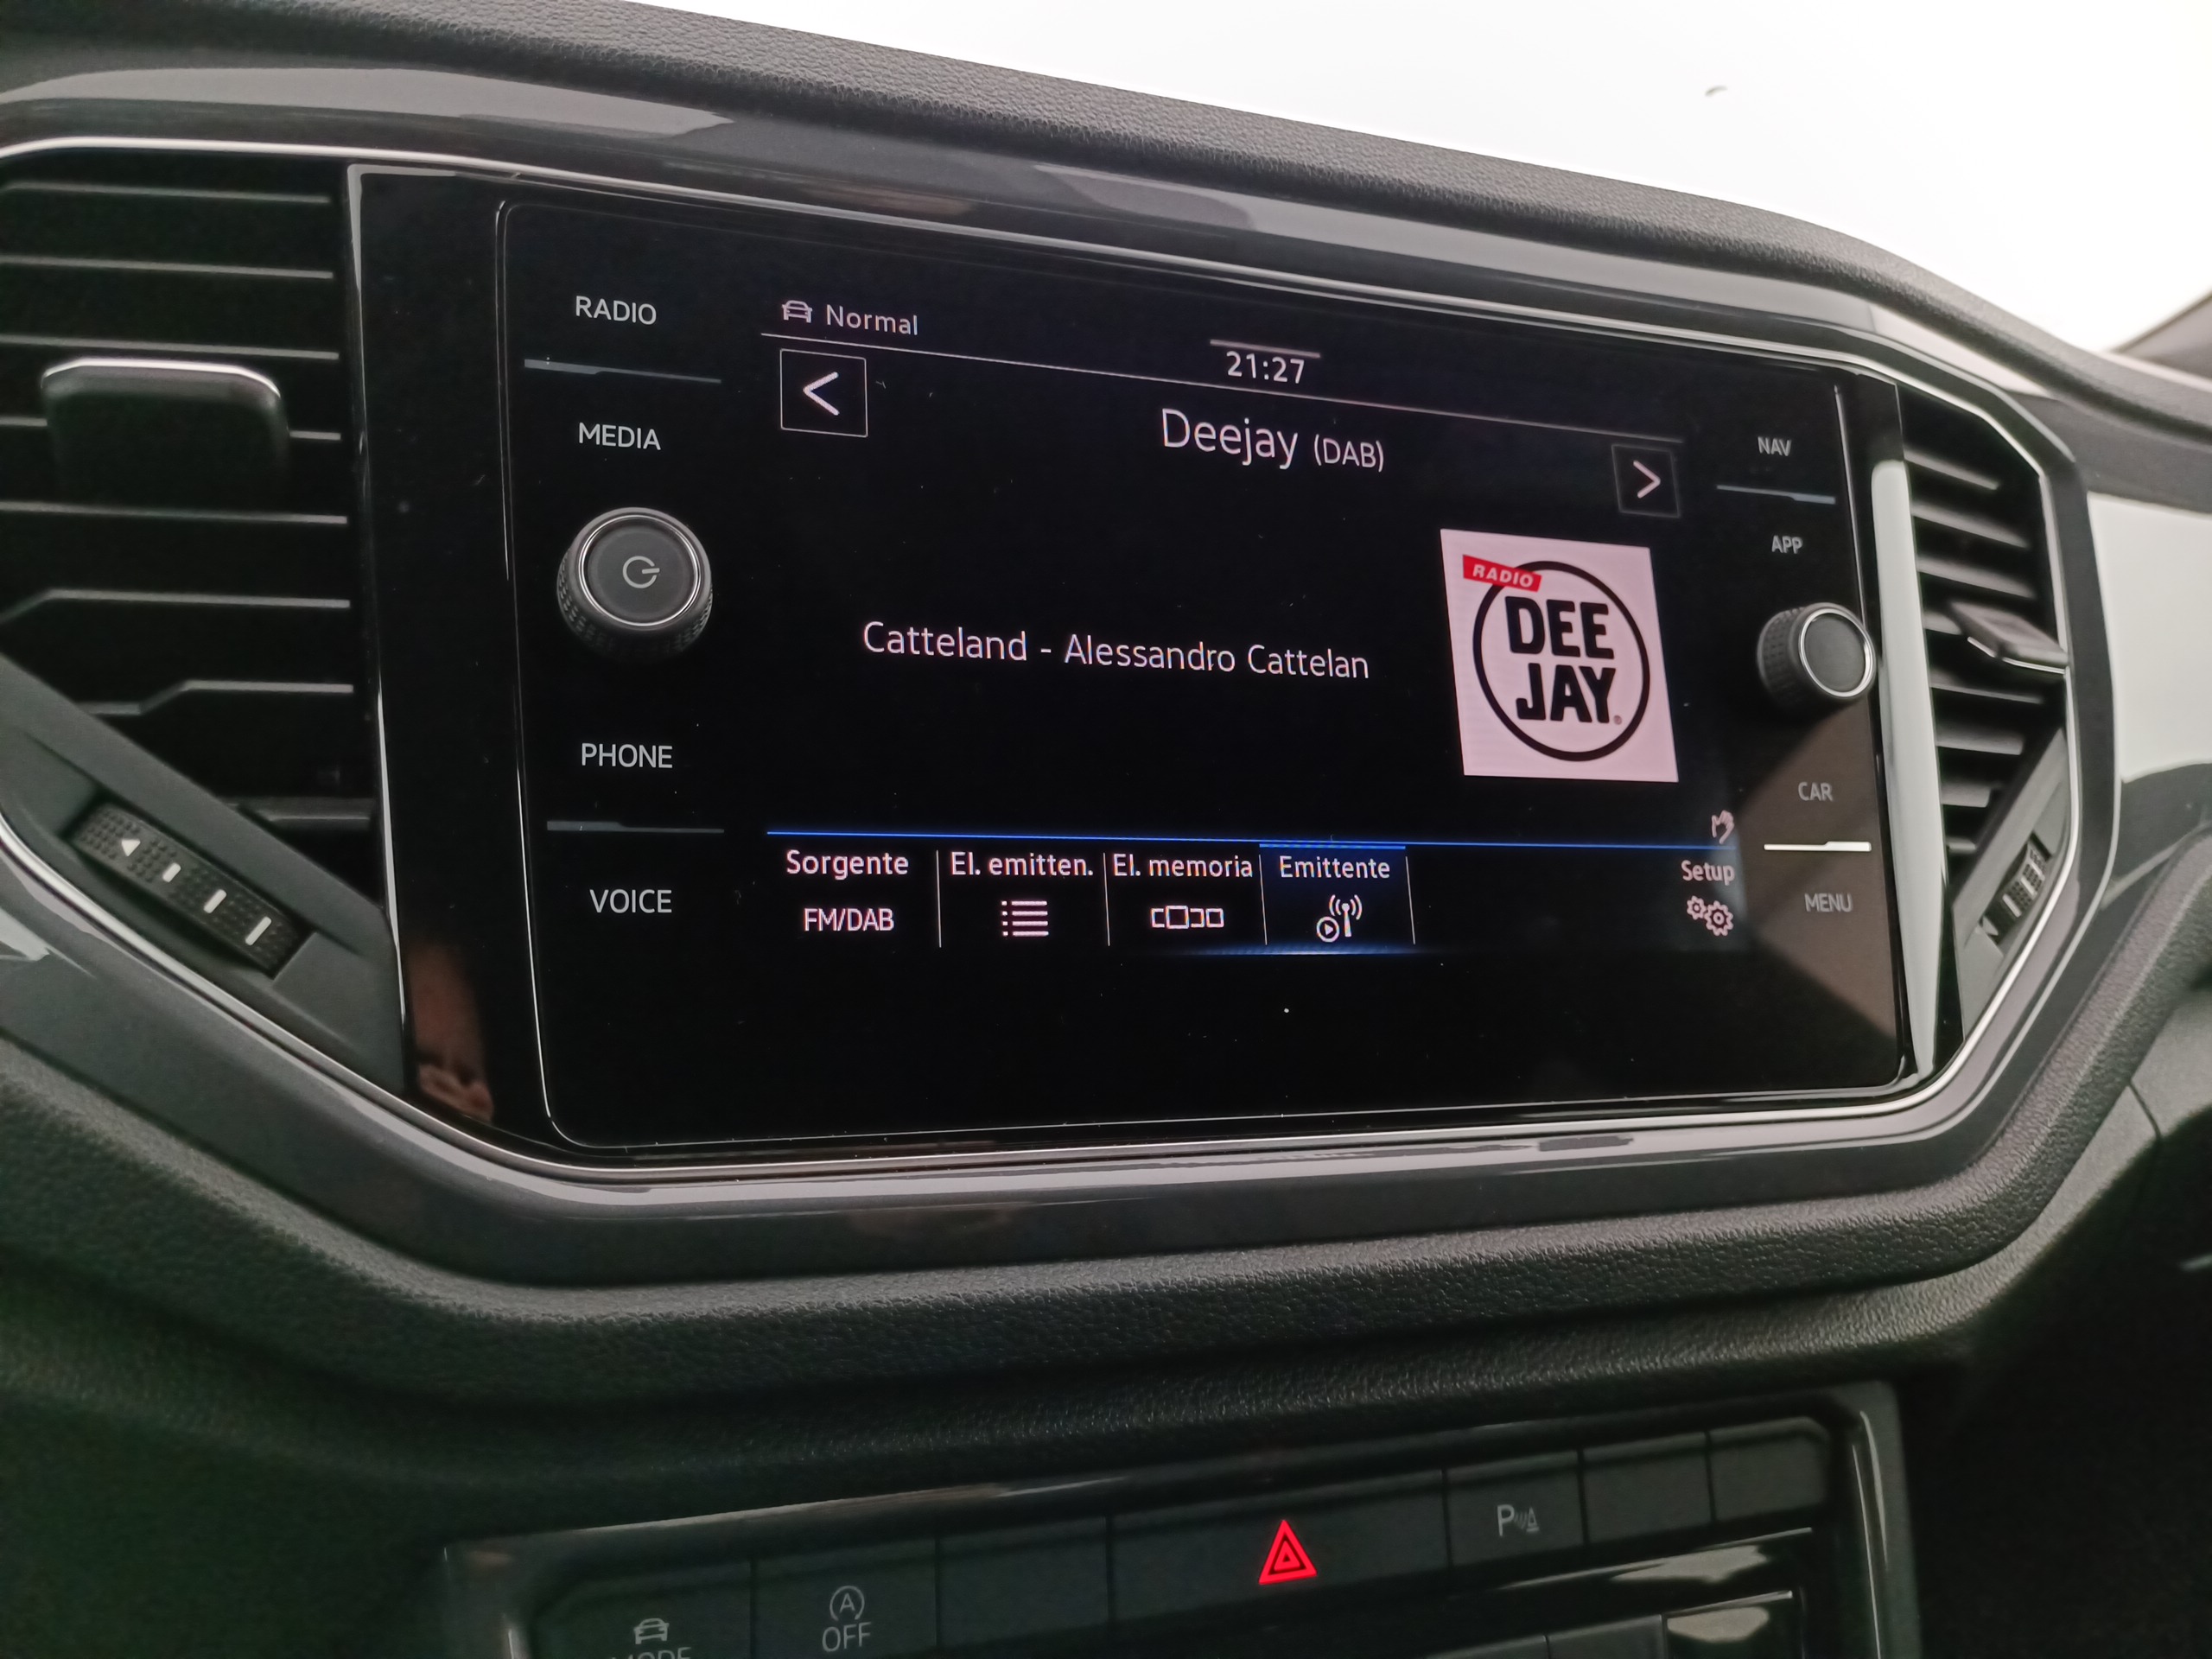 RADIO
MEDIA
PHONE
VOICE
Normal
21:27
Deejay (DAB)
Catteland - Alessandro Cattelan
RADIO
DEE
JAY
Sorgente
FM/DAB
El. emitten.
El. memoria
Emittente
Setup
NAV
APP
CAR
MENU
A
OFF
MODE
P